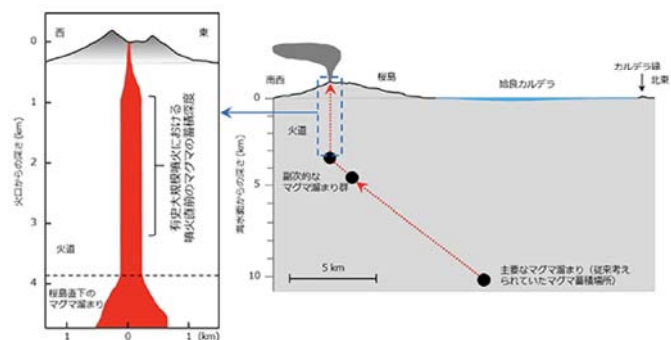 西
東
0
1
2
3
4
火口からの深さ (km)
有史大規模噴火における
噴火直前のマグマの蓄積深度
火道
桜島直下の
マグマ溜まり
1
0
1 (km)
南西
桜島
姶良カルデラ
カルデラ縁
北東
0
5
10
海水面からの深さ (km)
火道
副次的な
マグマ溜まり群
5 km
主要なマグマ溜まり（従来考え
られていたマグマ蓄積場所）